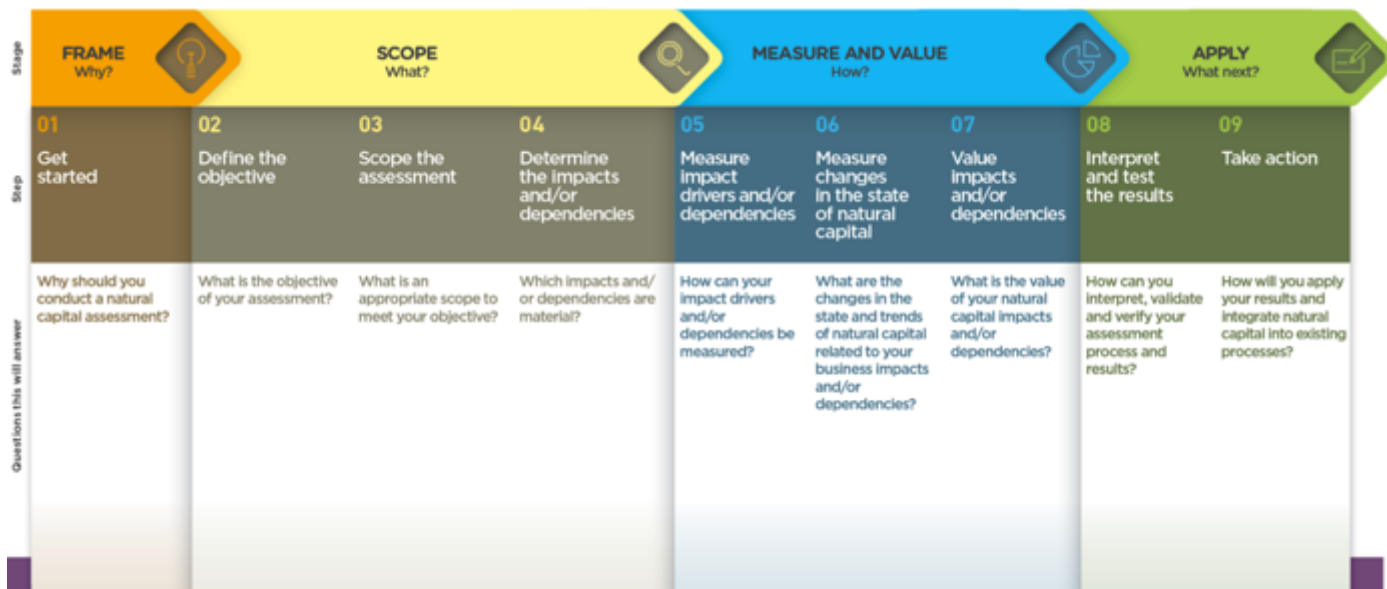 Stage
FRAME
Why?
SCOPE
What?
MEASURE AND VALUE
How?
APPLY
What next?
Step
01
Get
started
02
Define the
objective
03
Scope the
assessment
04
Determine
the impacts
and/or
dependencies
05
Measure
impact
drivers and/or
dependencies
06
Measure
changes
in the state
of natural
capital
07
Value
impacts
and/or
dependencies
08
Interpret
and test
the results
09
Take action
Questions this will answer
Why should you
conduct a natural
capital assessment?
What is the objective
of your assessment?
What is an
appropriate scope to
meet your objective?
Which impacts and/
or dependencies are
material?
How can your
impact drivers
and/or
dependencies be
measured?
What are the
changes in the
state and trends
of natural capital
related to your
business impacts
and/or
dependencies?
What is the value
of your natural
capital impacts
and/or
dependencies?
How can you
interpret, validate
and verify your
assessment
process and
results?
How will you apply
your results and
integrate natural
capital into existing
processes?